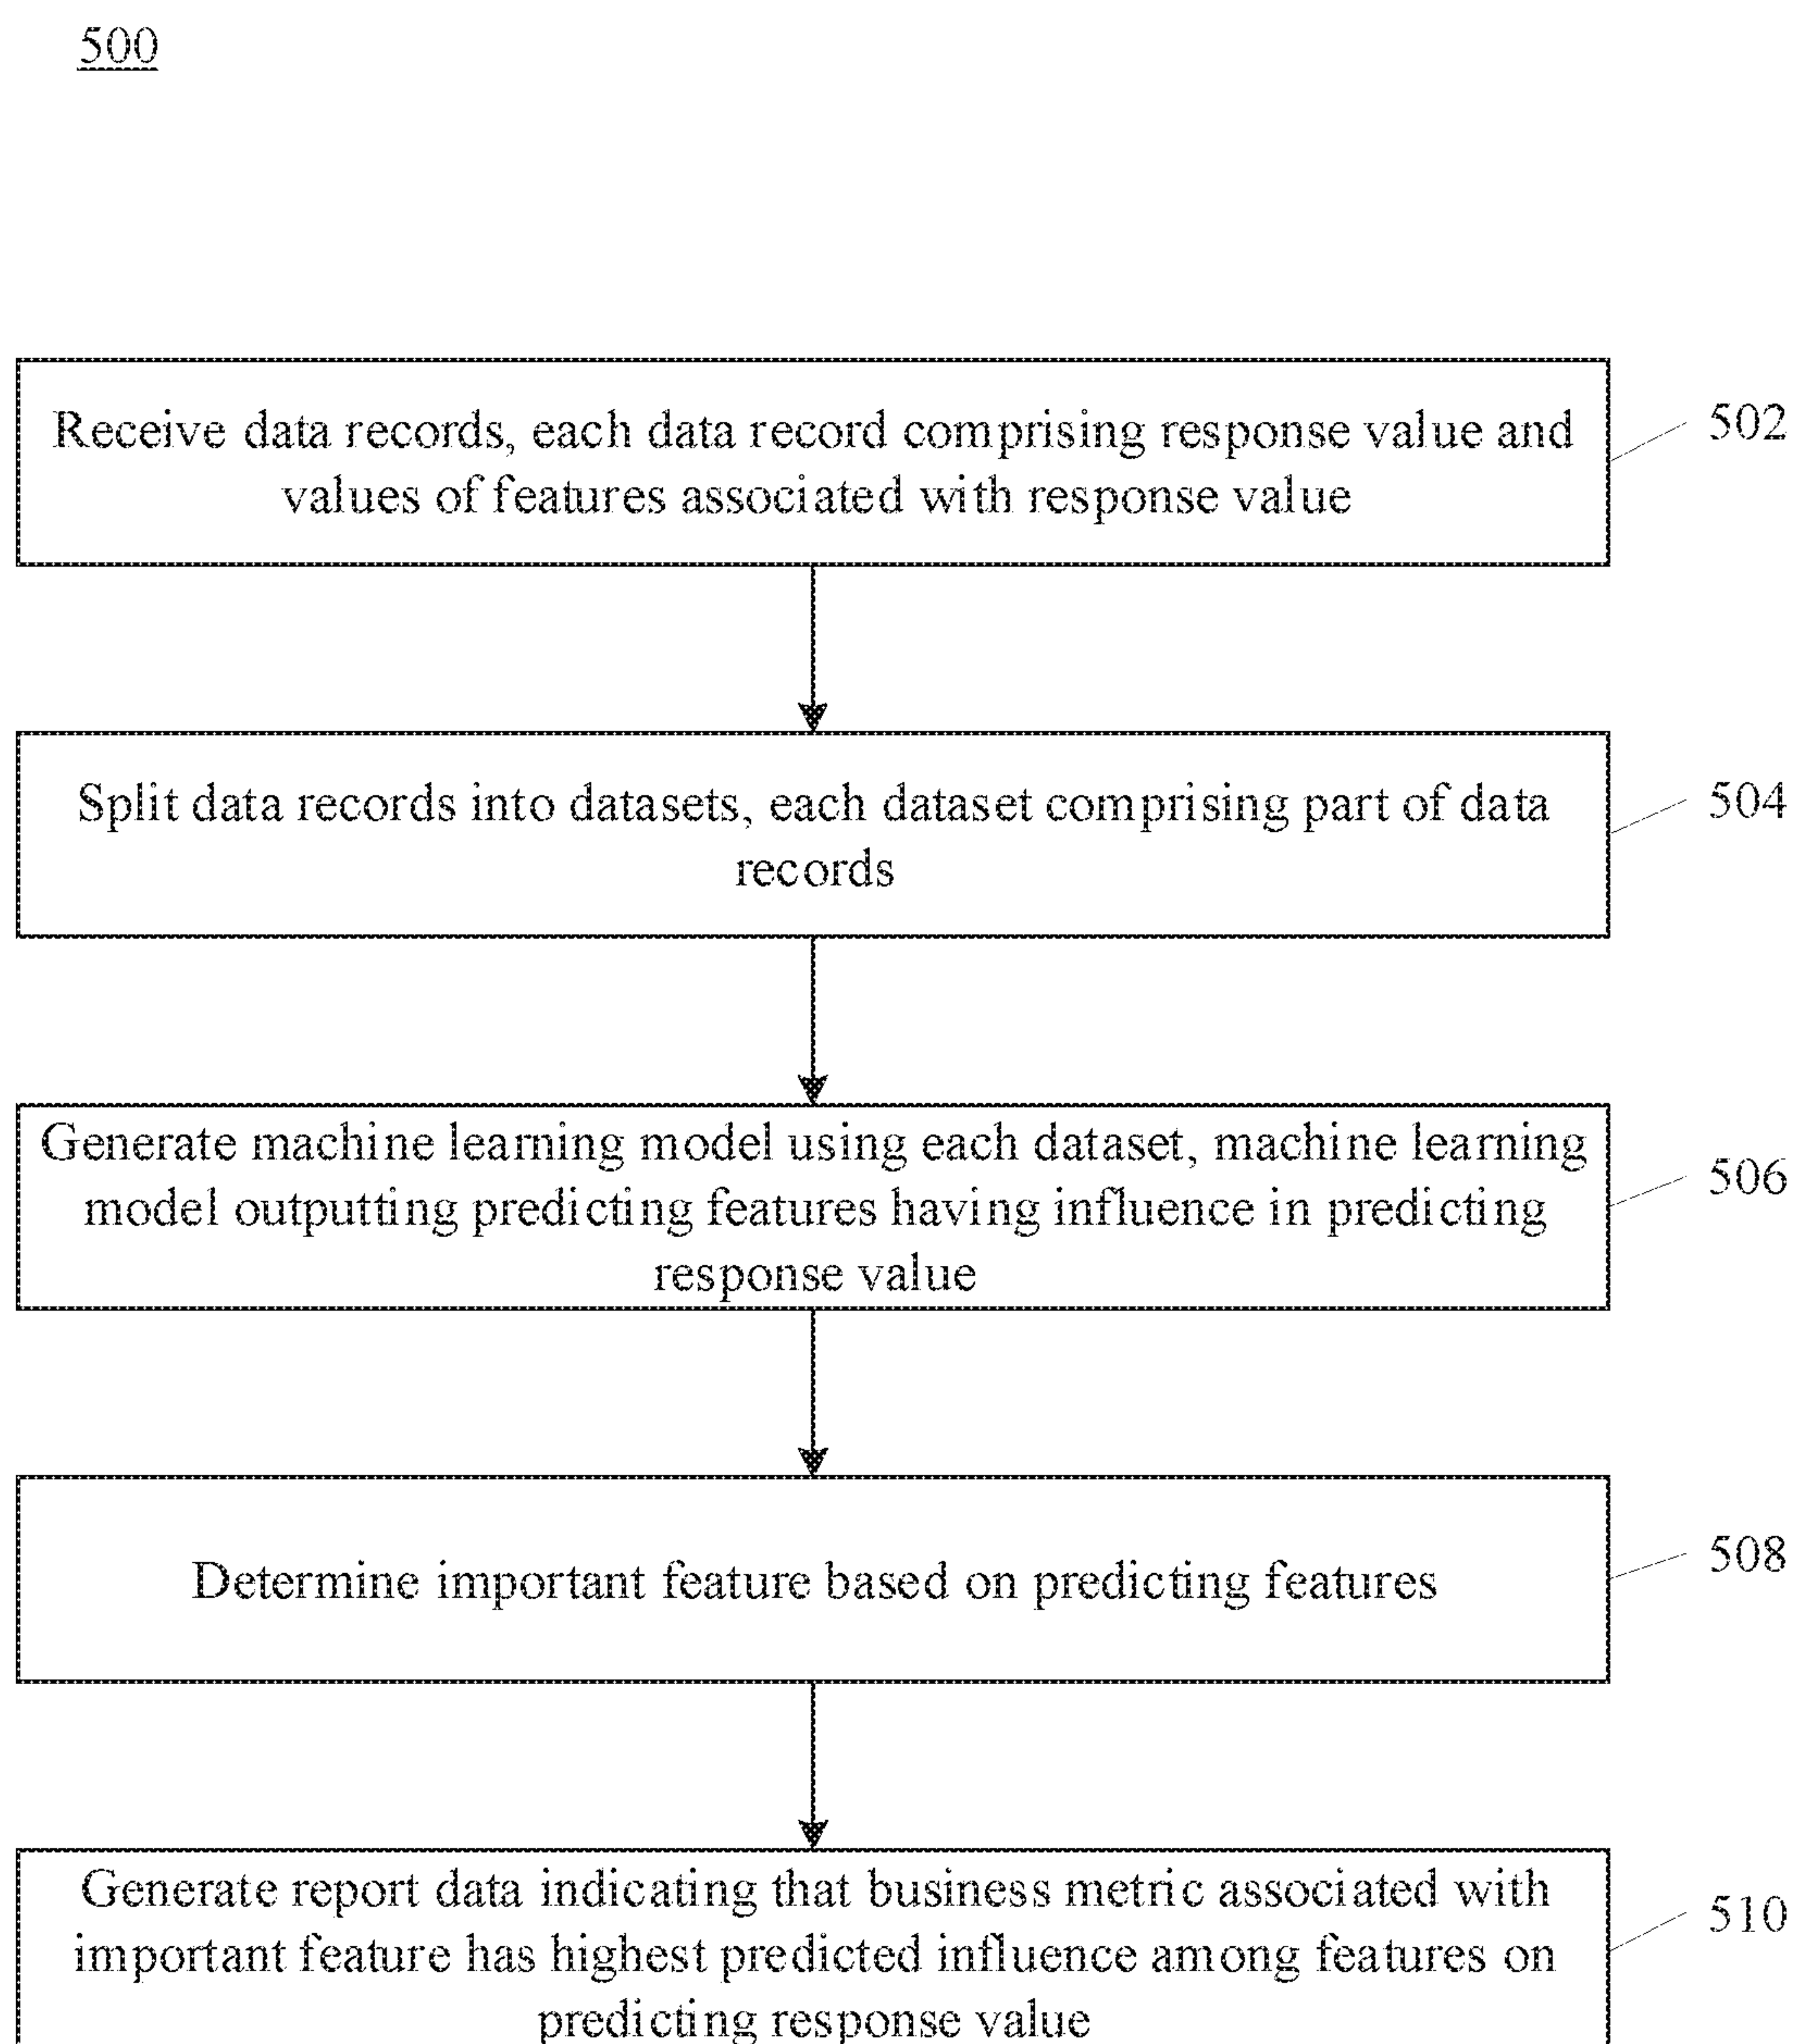 500
Receive data records, each data record comprising response value and
values of features associated with response value
502
Split data records into datasets, each dataset comprising part of data
records
504
Generate machine learning model using each dataset, machine learning
model outputting predicting features having influence in predicting
response value
506
Determine important feature based on predicting features
508
Generate report data indicating that business metric associated with
important feature has highest predicted influence among features on
predicting response value
510